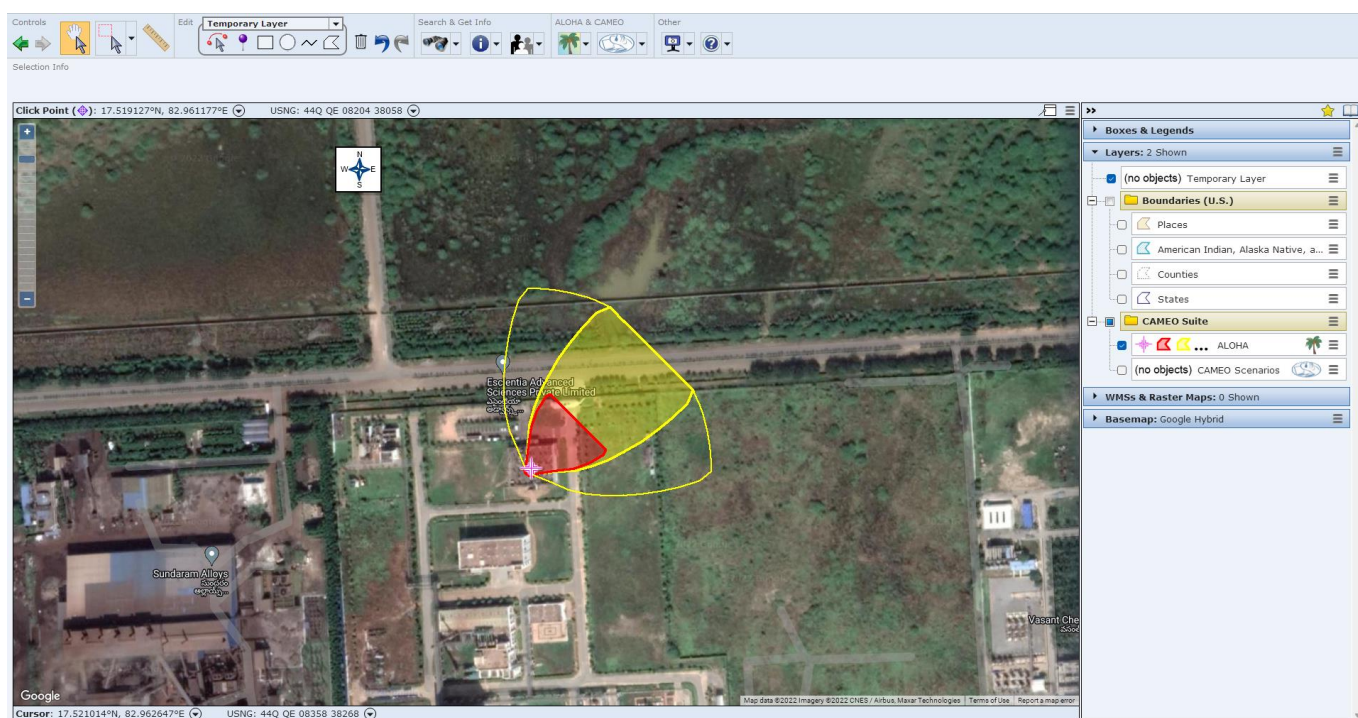 Controls
Edit
Temporary Layer
Search & Get Info
ALOHA & CAMEO
Other
Selection Info
Click Point ( ): 17.519127°N, 82.961177°E
USNG: 44Q QE 08204 38058
N
W E
S
Escientia Advanced
Sciences Private Limited
Sundaram Alloys
సుందరం
Vasant Che
Google
Map data ©2022 Imagery ©2022 CNES / Airbus, Maxar Technologies
Terms of Use
Report a map error
Cursor: 17.521014°N, 82.962647°E
USNG: 44Q QE 08358 38268
Boxes & Legends
Layers: 2 Shown
(no objects) Temporary Layer
Boundaries (U.S.)
Places
American Indian, Alaska Native, a...
Counties
States
CAMEO Suite
... ALOHA
(no objects) CAMEO Scenarios
WMSs & Raster Maps: 0 Shown
Basemap: Google Hybrid